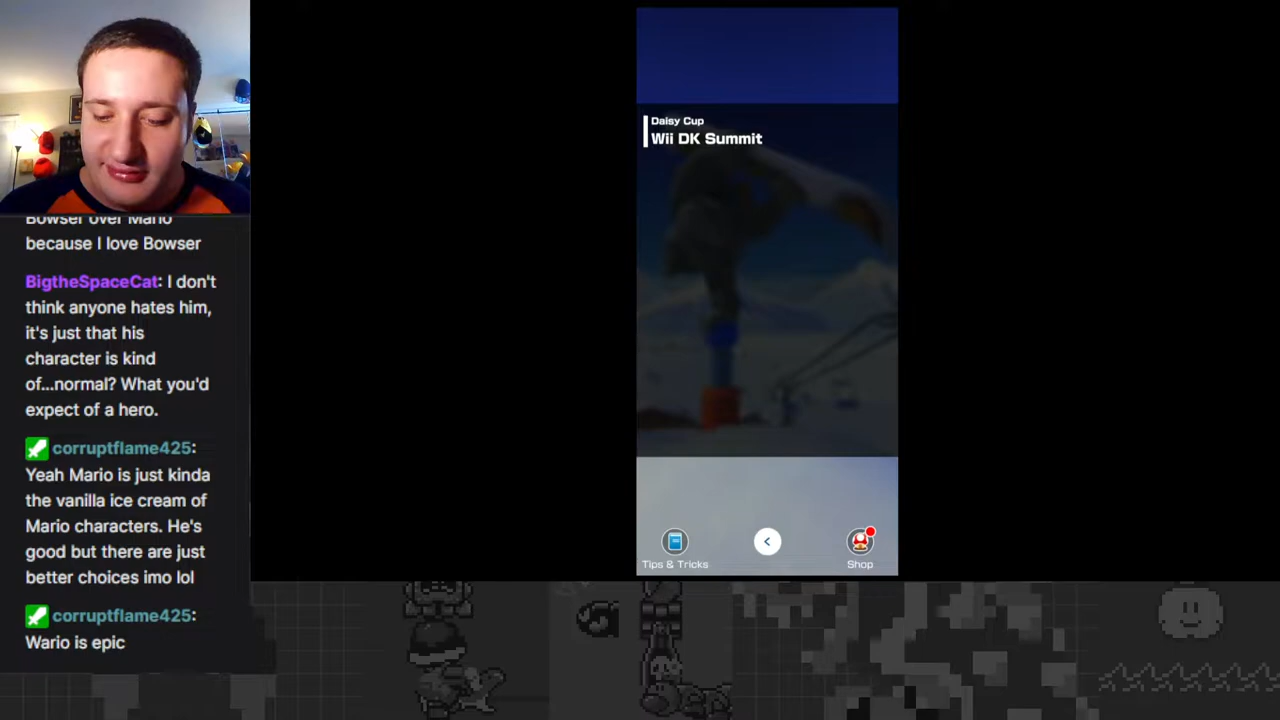 Bowser over Mario
because I love Bowser
BigtheSpaceCat: I don't
think anyone hates him,
it's just that his
character is kind
of...normal? What you'd
expect of a hero.
corruptflame425:
Yeah Mario is just kinda
the vanilla ice cream of
Mario characters. He's
good but there are just
better choices imo lol
corruptflame425:
Wario is epic
Daisy Cup
Wii DK Summit
Tips & Tricks
Shop